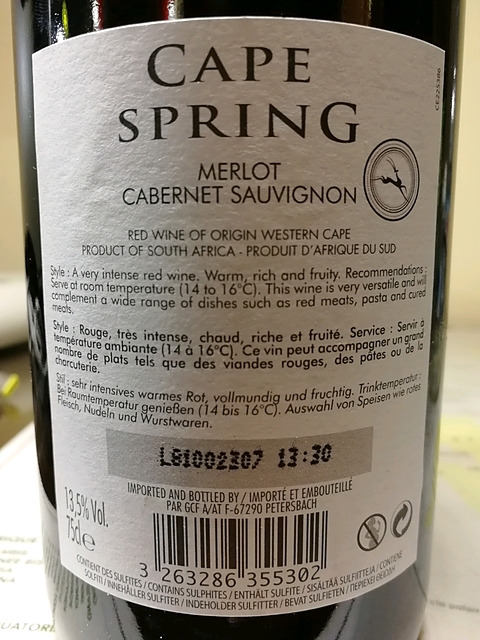 CAPE
SPRING
MERLOT
CABERNET SAUVIGNON
RED WINE OF ORIGIN WESTERN CAPE
PRODUCT OF SOUTH AFRICA - PRODUIT D'AFRIQUE DU SUD
Style : A very intense red wine. Warm, rich and fruity. Recommendations :
Serve at room temperature (14 to 16°C). This wine is very versatile and will
complement a wide range of dishes such as red meats, pasta and cured
meats.
Style : Rouge, très intense, chaud, riche et fruité. Service : Servir à
température ambiante (14 à 16°C). Ce vin peut accompagner un grand
nombre de plats tels que des viandes rouges, des pâtes ou de la
charcuterie.
Stil : sehr intensives warmes Rot, vollmundig und fruchtig. Trinktemperatur :
Bei Raumtemperatur genießen (14 bis 16°C). Auswahl von Speisen wie rotes
Fleisch, Nudeln und Wurstwaren.
L81002307 13:30
IMPORTED AND BOTTLED BY / IMPORTÉ ET EMBOUTEILLÉ
PAR GCF A/AT F-67290 PETERSBACH
13,5% Vol.
75cl e
3 263286 355302
CONTIENT DES SULFITES / CONTAINS SULPHITES / ENTHÄLT SULFITE / SISÄLTÄÄ SULFIITTEJA / CONTIENE
SOLFITI / INNEHÅLLER SULFITER / INDEHOLDER SULFITTER / BEVAT SULFIETEN / ΠΕΡΙΕΧΕΙ ΘΕΙΩΔΗ